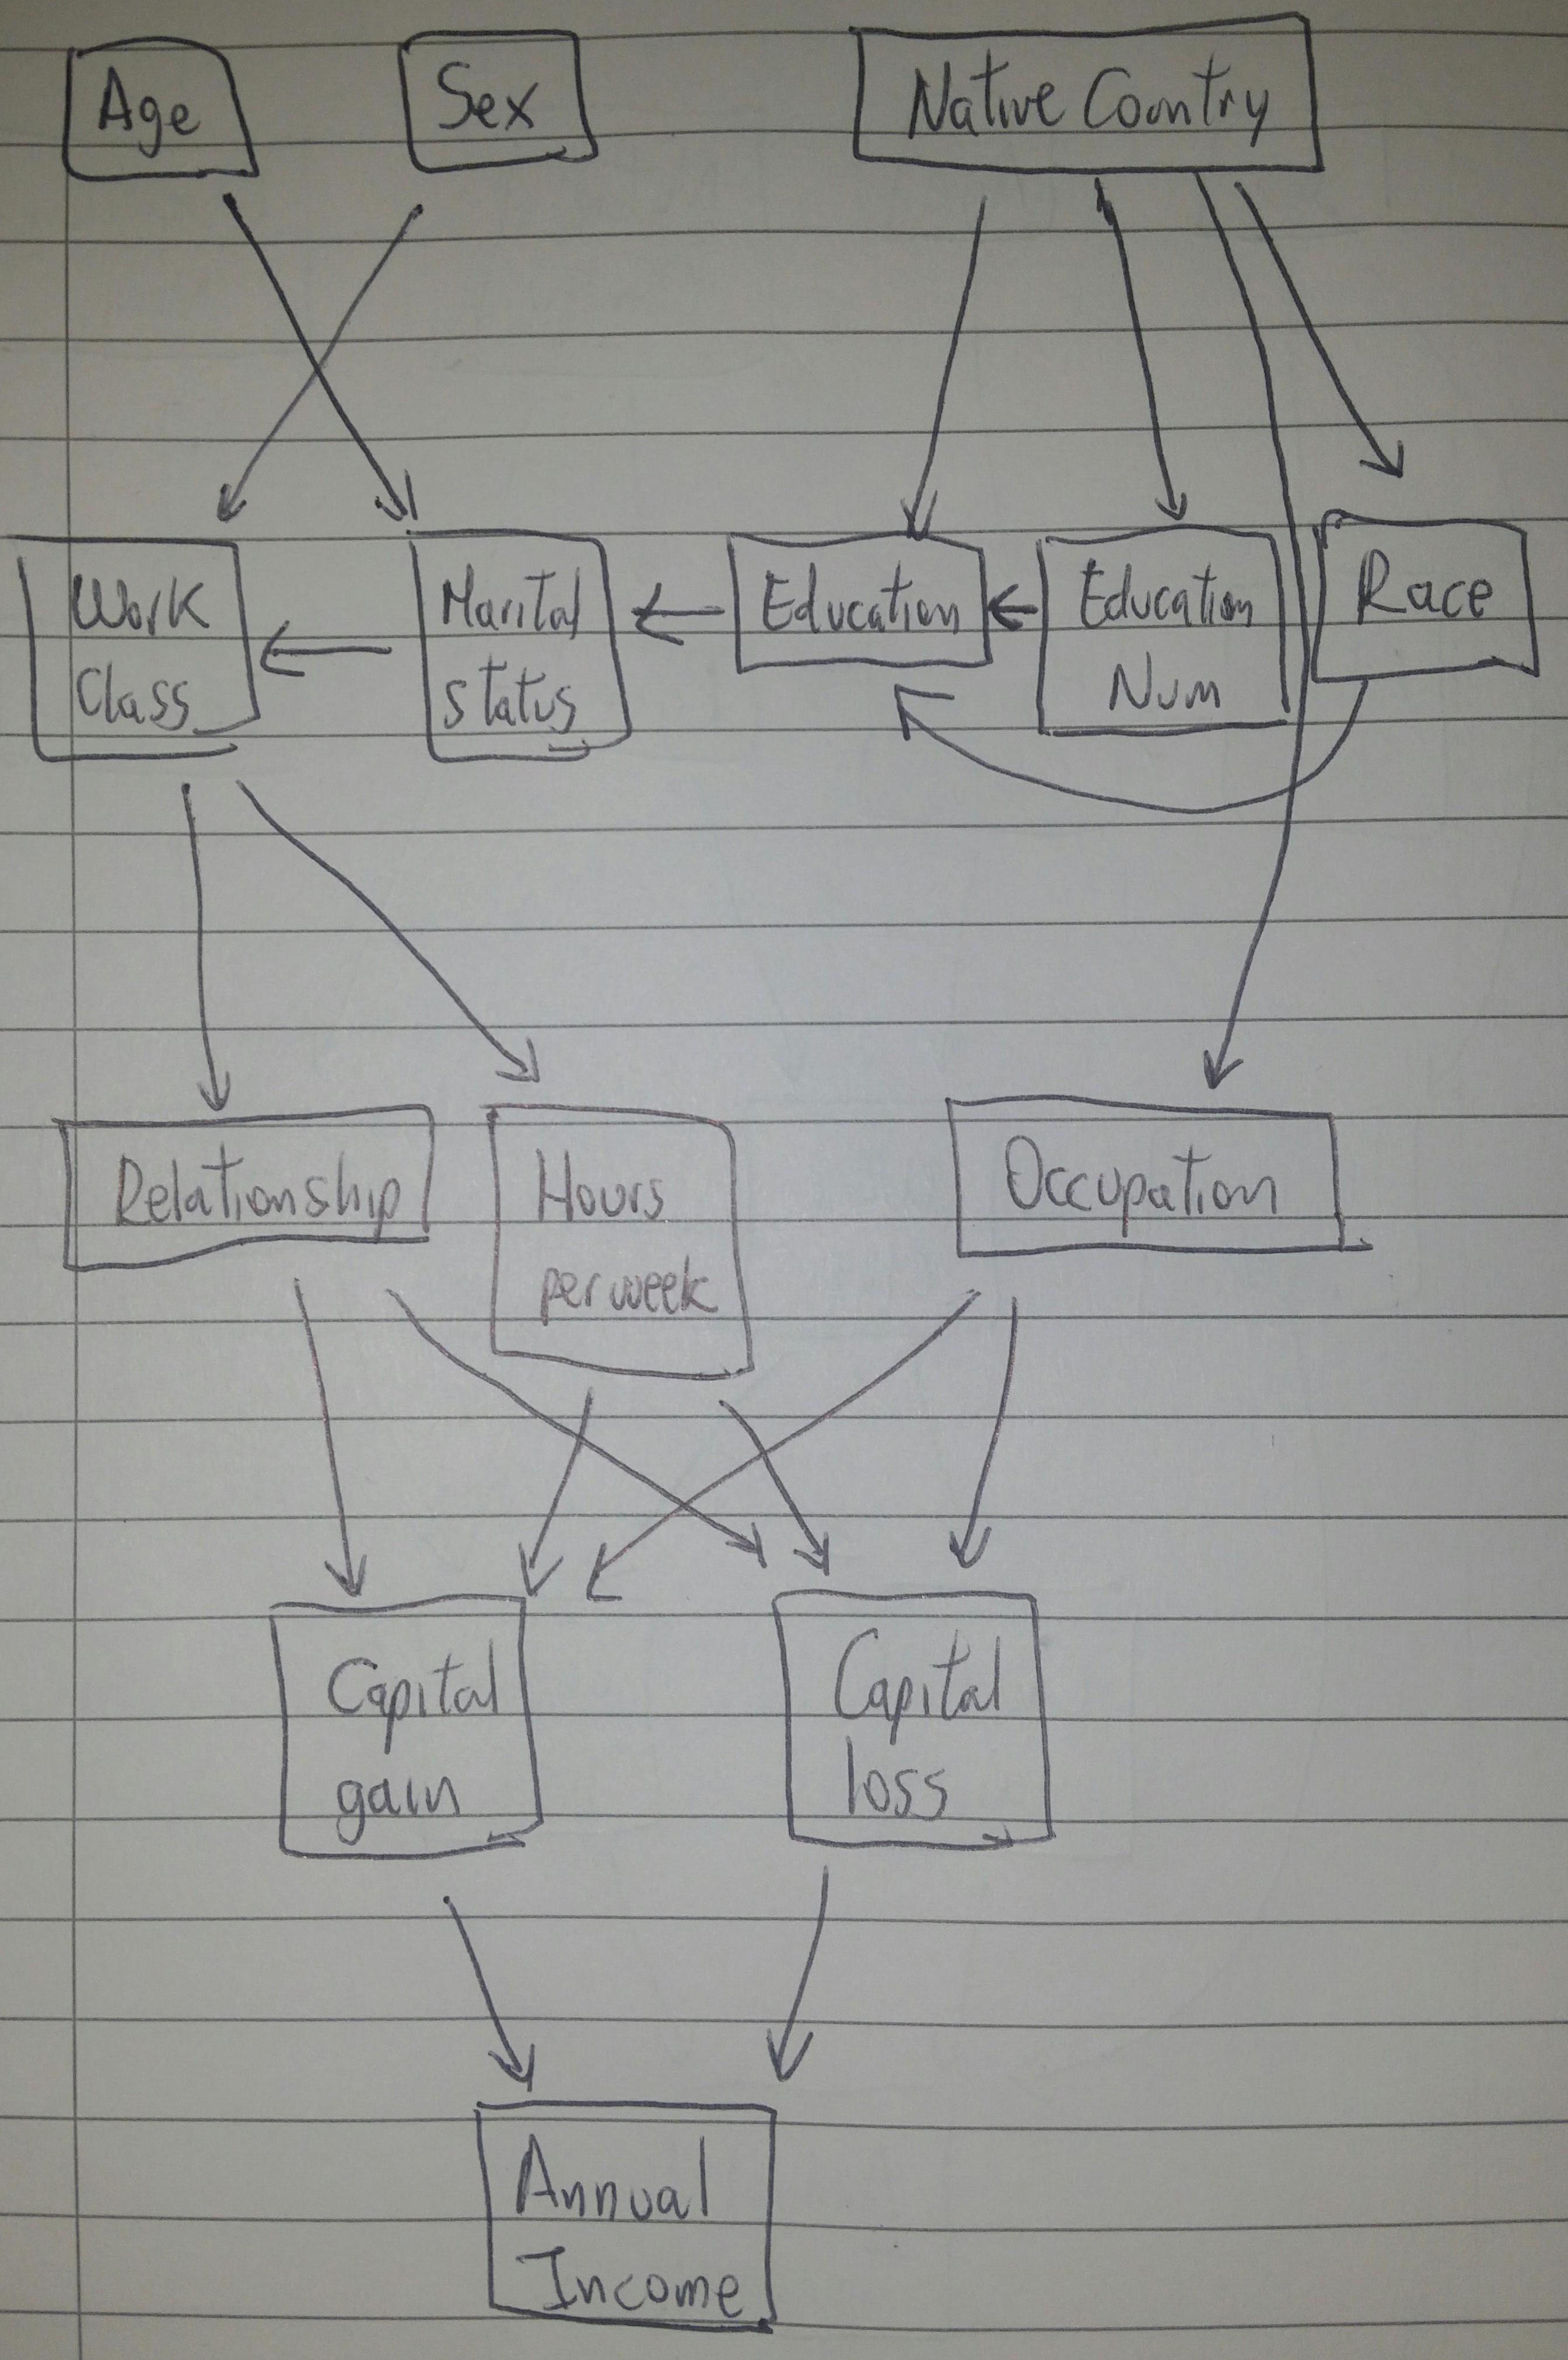 Age
Sex
Native Country
Work
Class
Marital
status
Education
Education
Num
Race
Relationship
Hours
per week
Occupation
Capital
gain
Capital
loss
Annual
Income